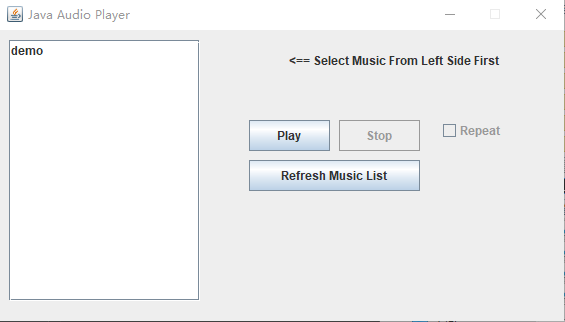 Java Audio Player
demo
<== Select Music From Left Side First
Play
Stop
Repeat
Refresh Music List